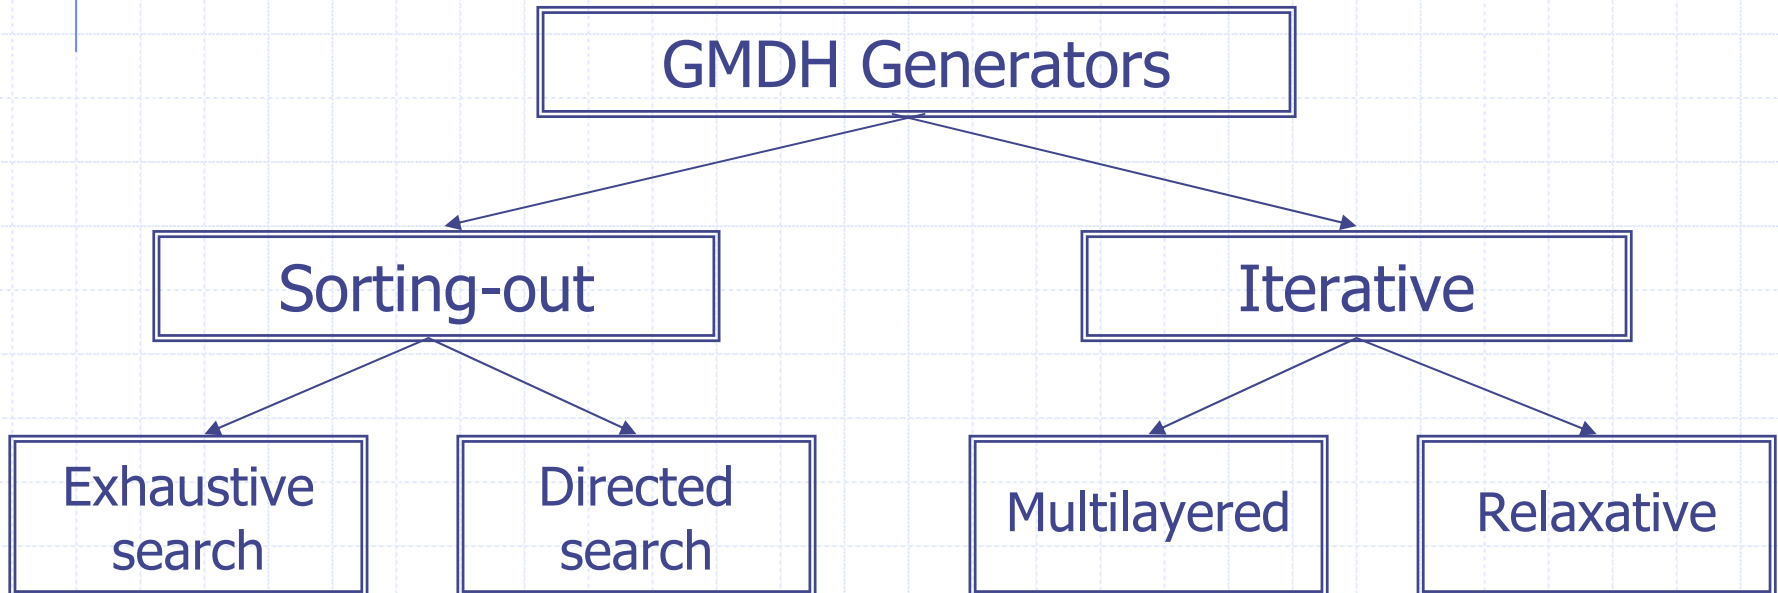 GMDH Generators
Sorting-out
Iterative
Exhaustive
search
Directed
search
Multilayered
Relaxative